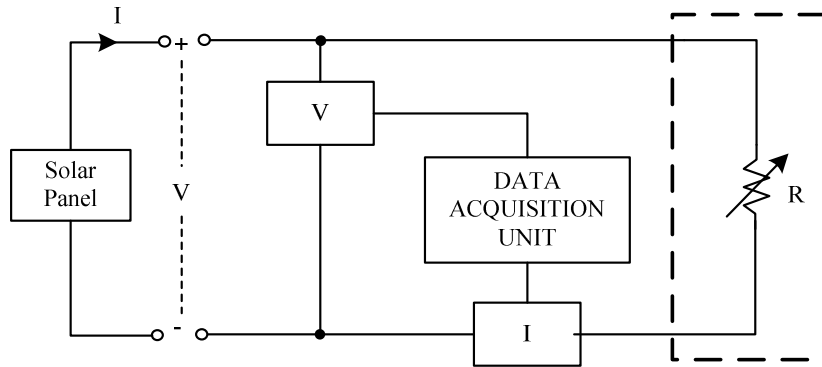 I
+
V
Solar
Panel
V
DATA
ACQUISITION
UNIT
R
-
I